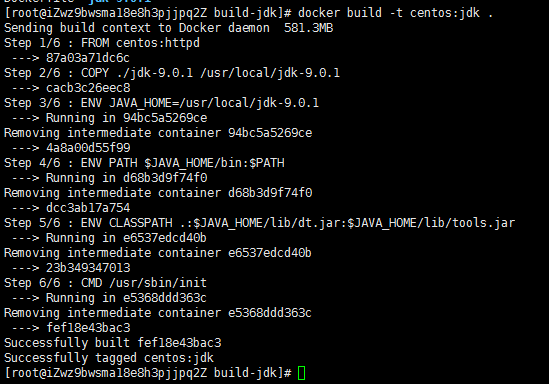 [root@iZwz9bwsma18e8h3pjjpq2Z build-jdk]# docker build -t centos:jdk .
Sending build context to Docker daemon  581.3MB
Step 1/6 : FROM centos:httpd
 ---> 87a03a71dc6c
Step 2/6 : COPY ./jdk-9.0.1 /usr/local/jdk-9.0.1
 ---> cacb3c26eec8
Step 3/6 : ENV JAVA_HOME=/usr/local/jdk-9.0.1
 ---> Running in 94bc5a5269ce
Removing intermediate container 94bc5a5269ce
 ---> 4a8a00d55f99
Step 4/6 : ENV PATH $JAVA_HOME/bin:$PATH
 ---> Running in d68b3d9f74f0
Removing intermediate container d68b3d9f74f0
 ---> dcc3ab17a754
Step 5/6 : ENV CLASSPATH .:$JAVA_HOME/lib/dt.jar:$JAVA_HOME/lib/tools.jar
 ---> Running in e6537edcd40b
Removing intermediate container e6537edcd40b
 ---> 23b349347013
Step 6/6 : CMD /usr/sbin/init
 ---> Running in e5368ddd363c
Removing intermediate container e5368ddd363c
 ---> fef18e43bac3
Successfully built fef18e43bac3
Successfully tagged centos:jdk
[root@iZwz9bwsma18e8h3pjjpq2Z build-jdk]#